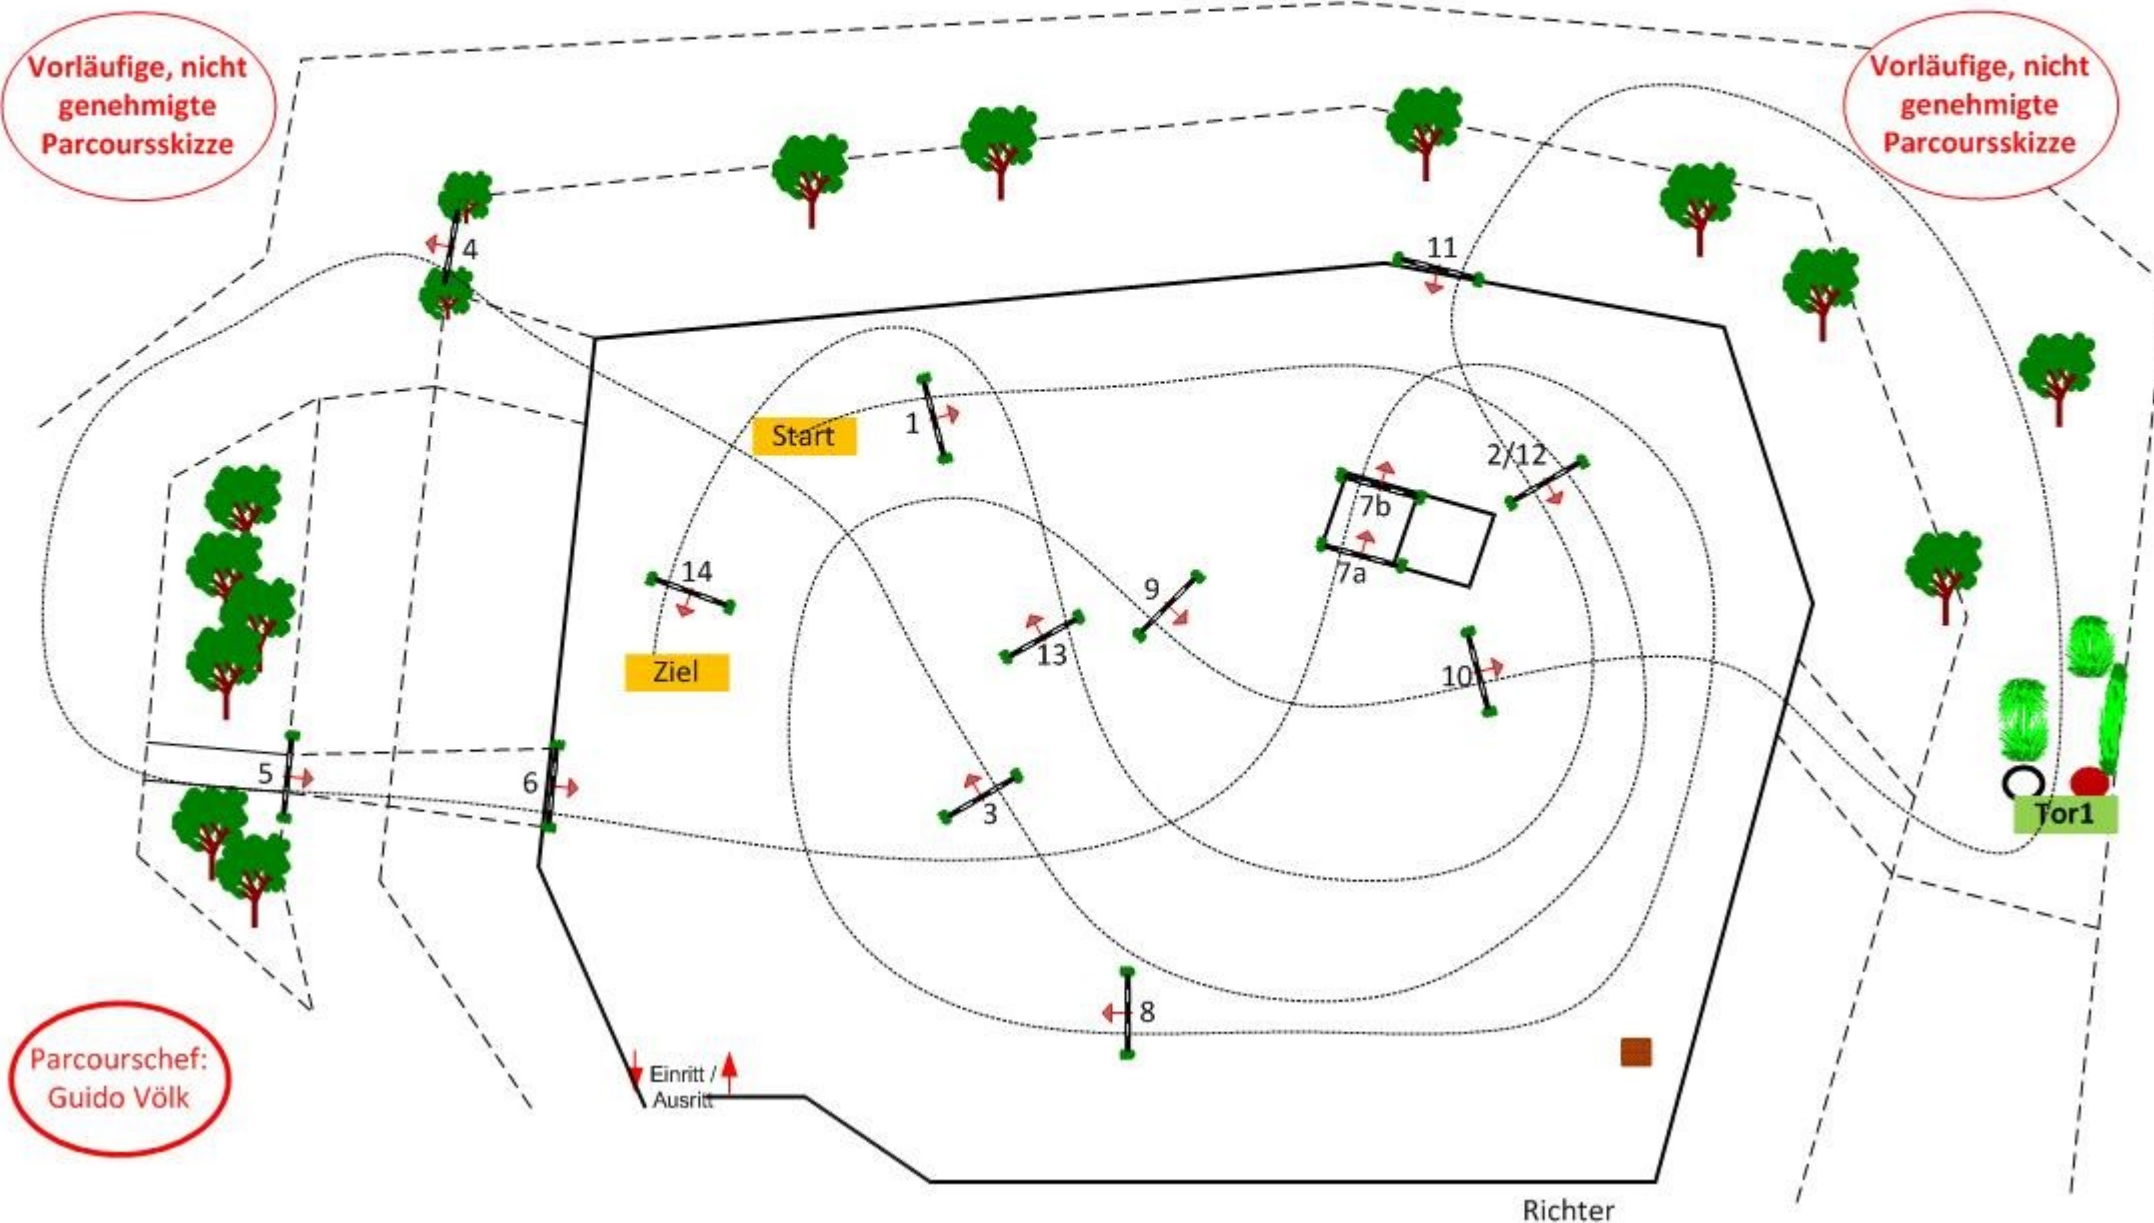 Vorläufige, nicht
genehmigte
Parcoursskizze
Vorläufige, nicht
genehmigte
Parcoursskizze
4
11
Start
1
2/12
7b
7a
14
9
13
Ziel
10
5
6
3
Tor1
8
Parcourschef:
Guido Völk
Einritt /
Ausritt
Richter